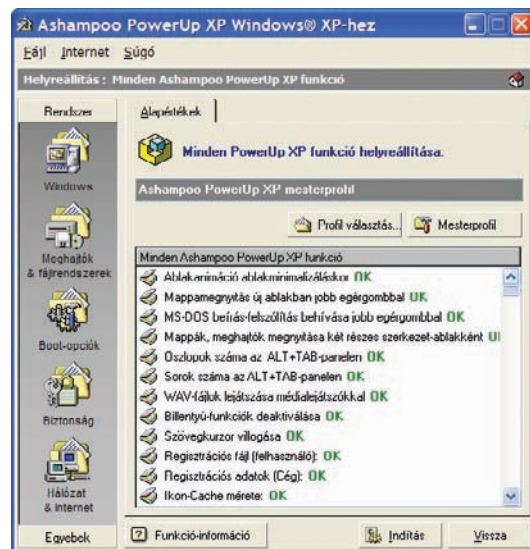 Ashampoo PowerUp XP Windows® XP-hez
Fájl Internet Súgó
Helyreállítás : Minden Ashampoo PowerUp XP funkció
Rendszer
Windows
Meghajtók
& fájlrendszerek
Boot-opciók
Biztonság
Hálózat
& Internet
Egyebek
Alapértékek
Minden PowerUp XP funkció helyreállítása:
Ashampoo PowerUp XP mesterprofil
Profil választás... Mesterprofil
Minden Ashampoo PowerUp XP funkció
Ablakanimáció ablakminimalizáláskor OK
Mappamegnyitás új ablakban jobb egérgombbal OK
MS-DOS beírás-felszólítás behívása jobb egérgombbal OK
Mappák, meghajtók megnyitása két részes szerkezet-ablakként
Oszlopok száma az ALT+TAB-panelen OK
Sorok száma az ALT+TAB-panelen OK
WAV-fájlok lejátszása médialejátszókkal OK
Billentyű-funkciók deaktiválása OK
Szövegkurzor villogása OK
Regisztrációs fájl (felhasználó): OK
Regisztrációs adatok (Cég): OK
Ikon-Cache mérete: OK
Funkció-információ Indítás Vissza